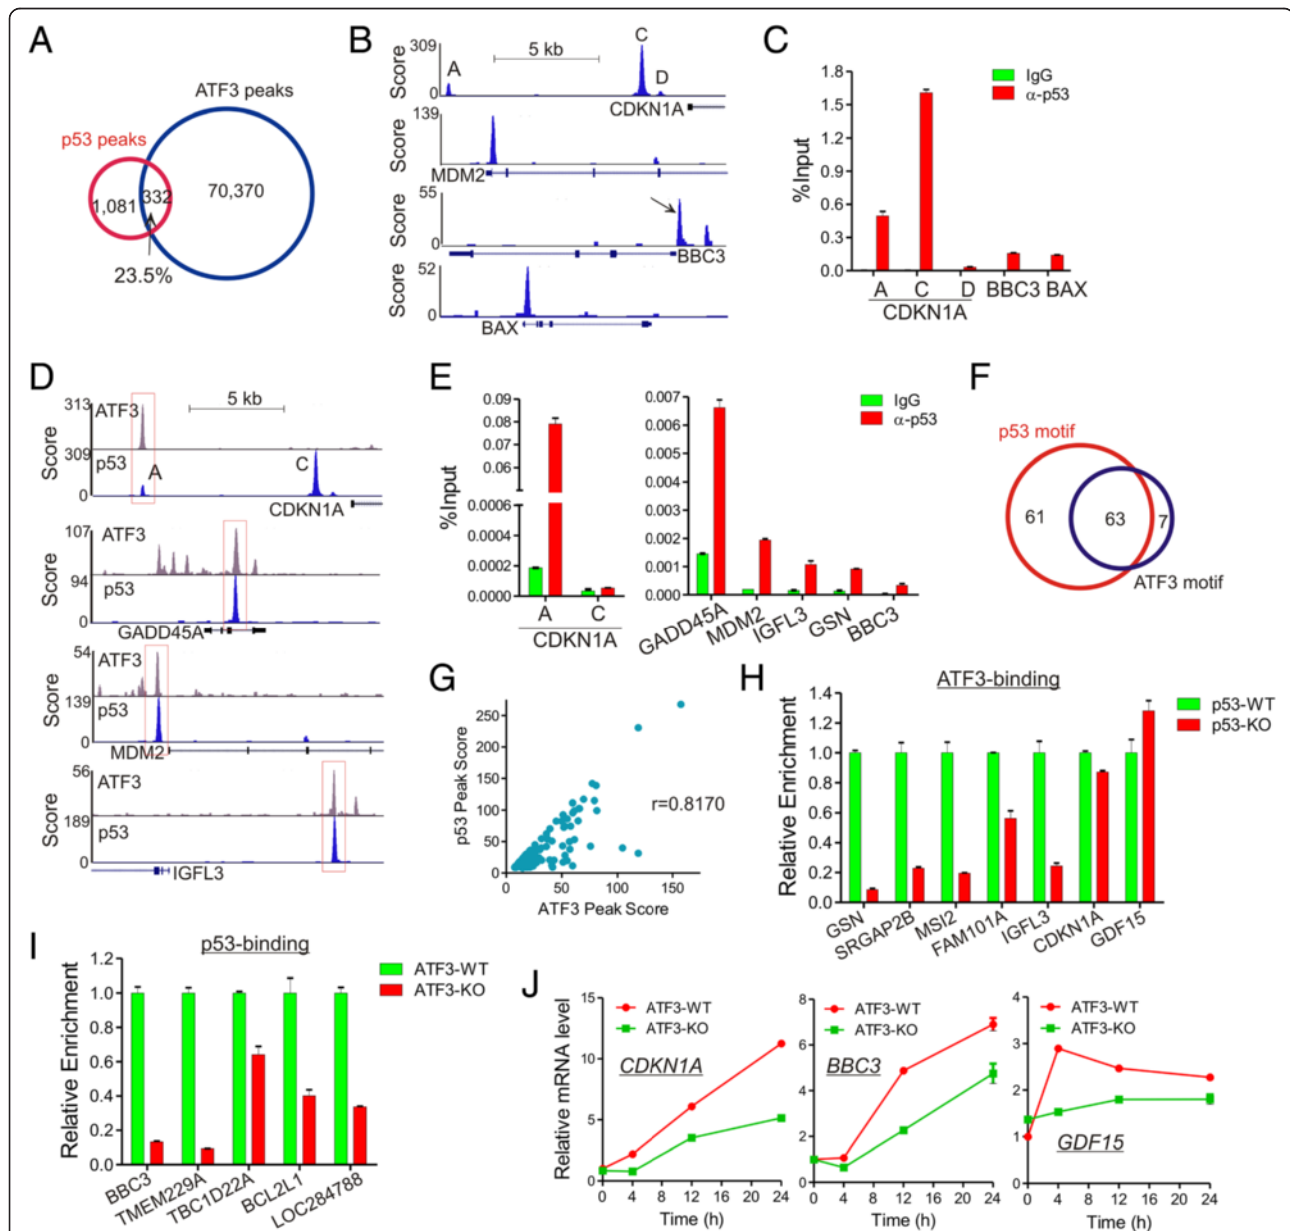 A
ATF3 peaks
p53 peaks
1,081
332
70,370
23.5%
B
5 kb
Score
309
0
A
C
D
CDKN1A
Score
139
0
MDM2
Score
55
0
BBC3
Score
52
0
BAX
C
IgG
α-p53
%Input
1.8
1.5
1.2
0.9
0.6
0.3
0.0
A C D BBC3 BAX
CDKN1A
D
5 kb
Score
313
ATF3
0
309
p53
0
A
C
CDKN1A
Score
107
ATF3
0
94
p53
0
GADD45A
Score
54
ATF3
0
139
p53
0
MDM2
Score
56
ATF3
0
189
p53
0
IGFL3
E
IgG
α-p53
%Input
0.09
0.08
0.07
0.06
0.0006
0.0004
0.0002
0.0000
A C
CDKN1A
0.007
0.006
0.005
0.004
0.003
0.002
0.001
0.000
GADD45A
MDM2
IGFL3
GSN
BBC3
F
p53 motif
61
63
7
ATF3 motif
G
p53 Peak Score
250
200
150
100
50
0
r=0.8170
0 50 100 150
ATF3 Peak Score
H
ATF3-binding
p53-WT
p53-KO
Relative Enrichment
1.4
1.2
1.0
0.8
0.6
0.4
0.2
0.0
GSN
SRGAP2B
MSI2
FAM101A
IGFL3
CDKN1A
GDF15
I
p53-binding
ATF3-WT
ATF3-KO
Relative Enrichment
1.2
1.0
0.8
0.6
0.4
0.2
0.0
BBC3
TMEM229A
TBC1D22A
BCL2L1
LOC284788
J
Relative mRNA level
15
10
5
0
ATF3-WT
ATF3-KO
CDKN1A
0 4 8 12 16 20 24
Time (h)
8
6
4
2
0
ATF3-WT
ATF3-KO
BBC3
0 4 8 12 16 20 24
Time (h)
4
3
2
1
0
ATF3-WT
ATF3-KO
GDF15
0 4 8 12 16 20 24
Time (h)